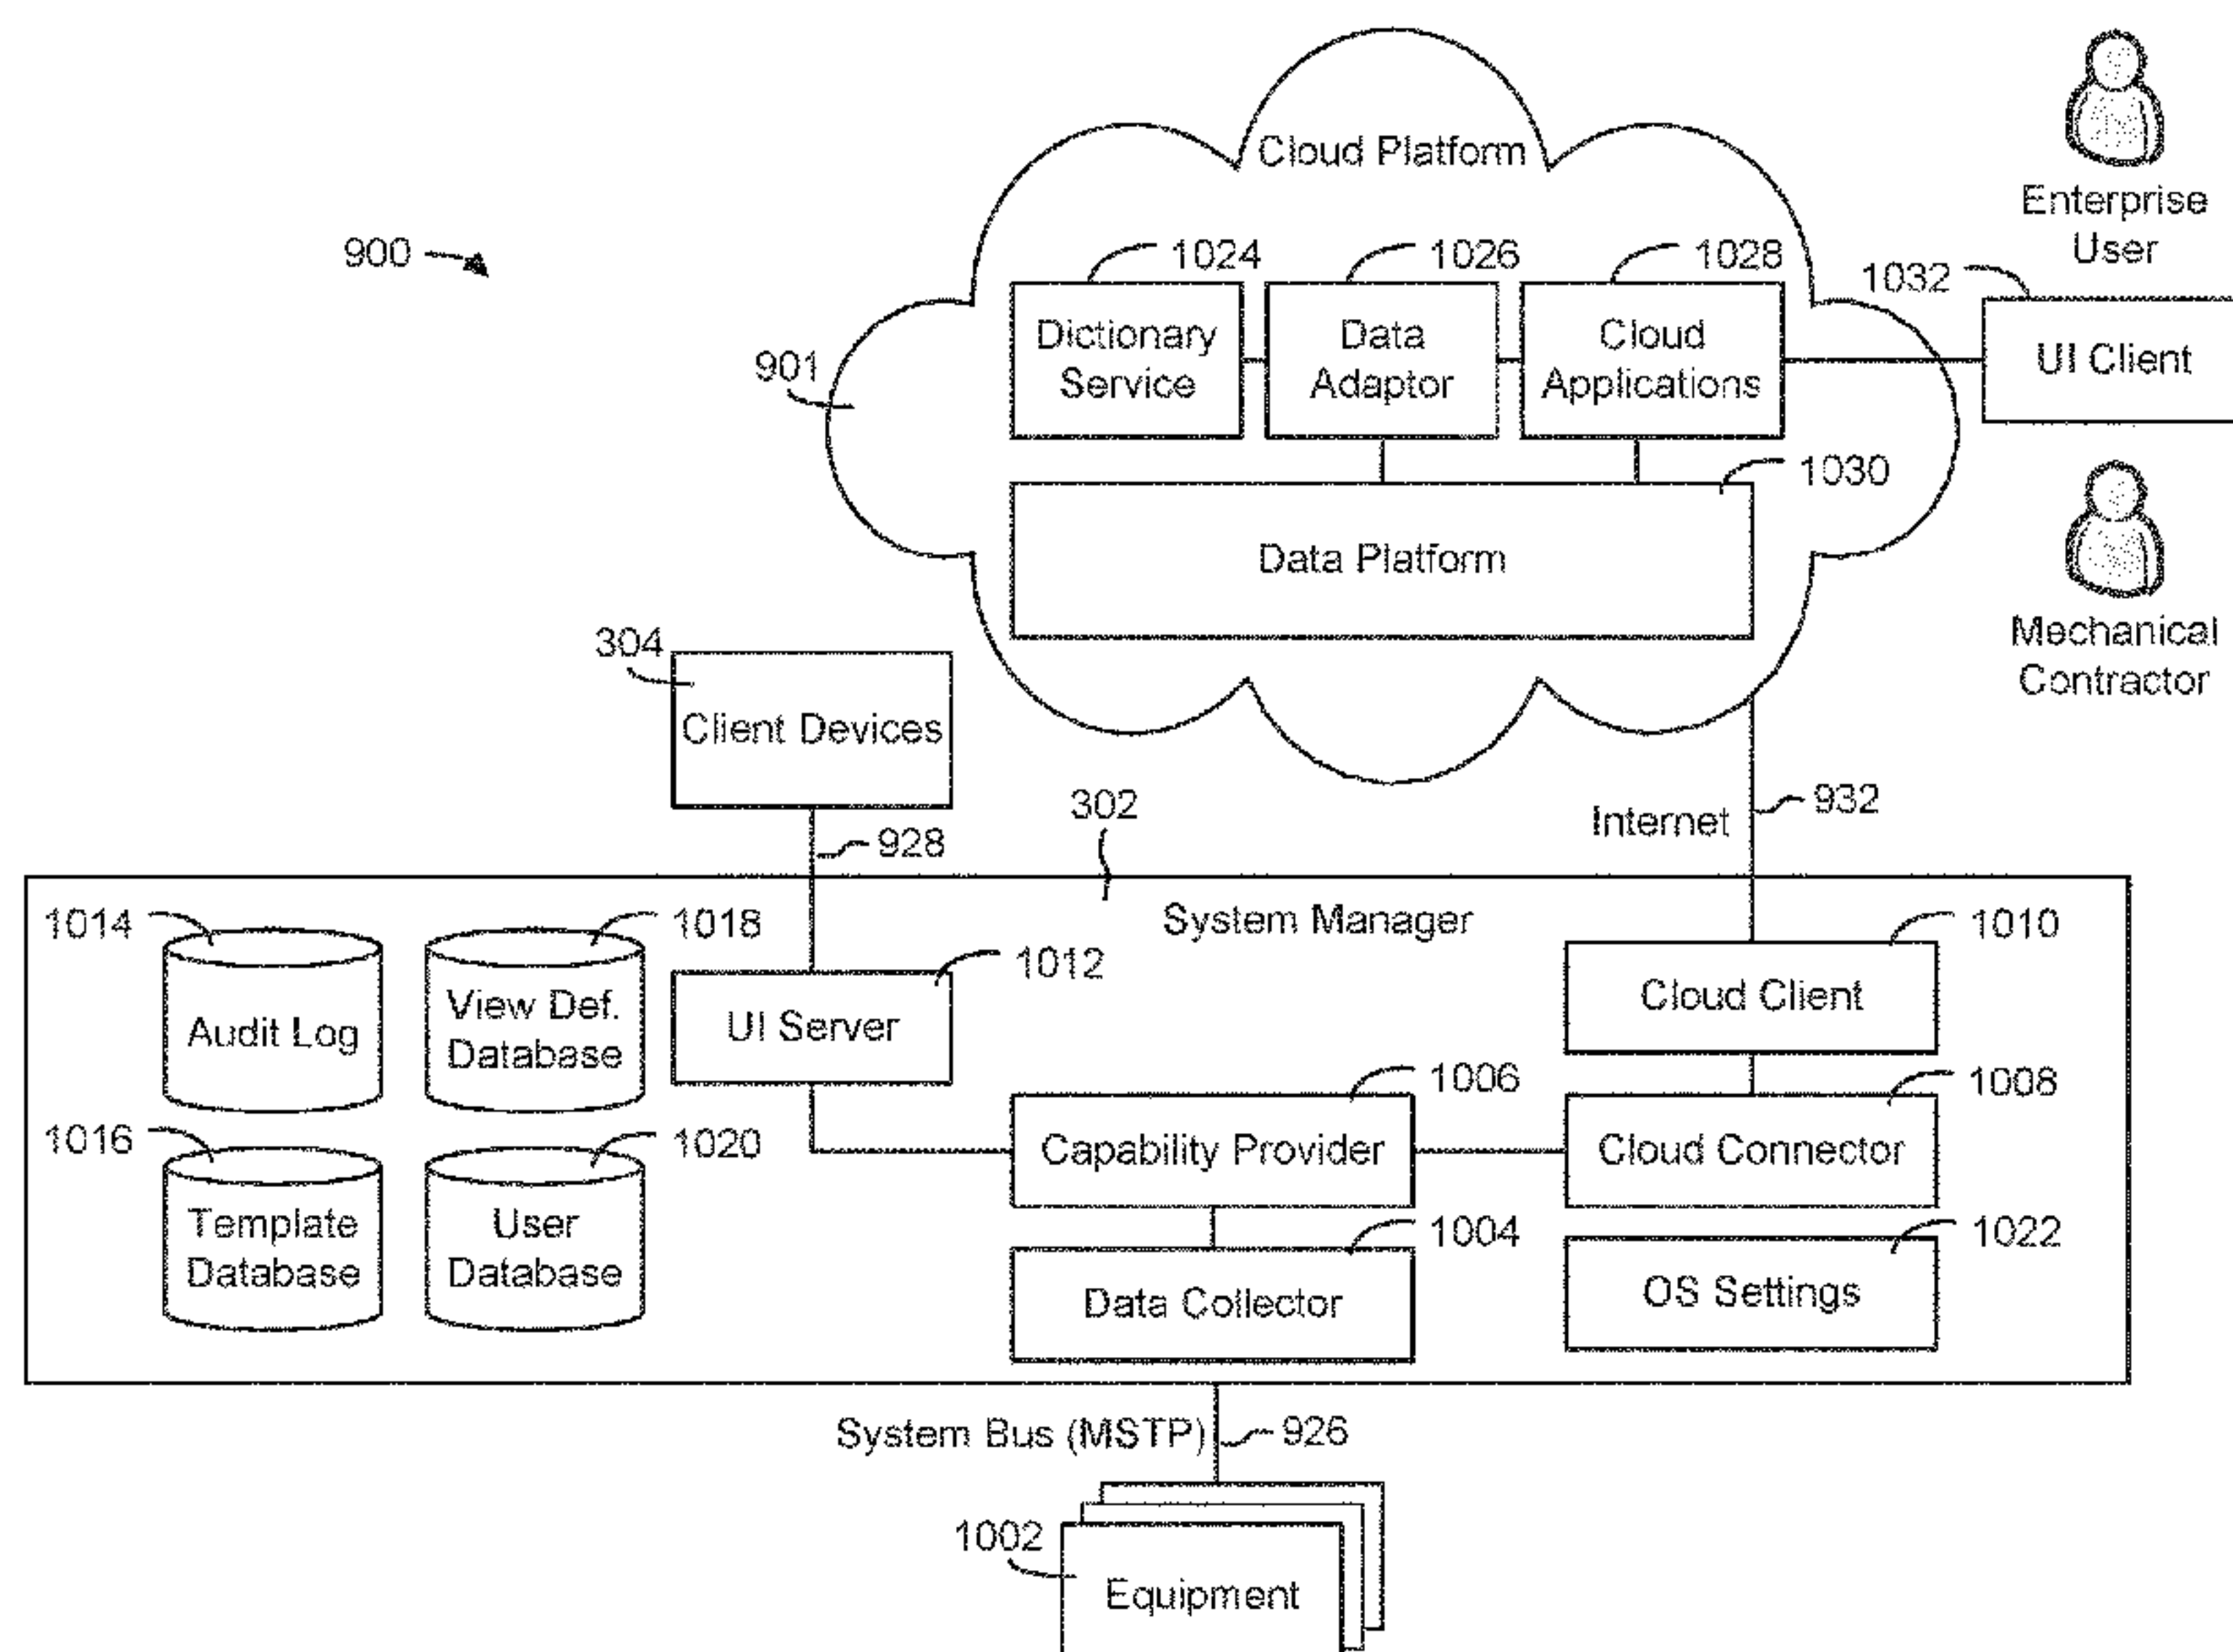 Cloud Platform
Enterprise
User
900
1024
1026
1028
1032
Dictionary
Service
Data
Adaptor
Cloud
Applications
UI Client
901
1030
Data Platform
Mechanical
Contractor
304
Client Devices
302
Internet
932
928
System Manager
1014
1018
1012
1010
Audit Log
View Def.
Database
UI Server
Cloud Client
1016
1020
1006
1008
Capability Provider
Cloud Connector
Template
Database
User
Database
1004
1022
Data Collector
OS Settings
System Bus (MSTP)
926
1002
Equipment